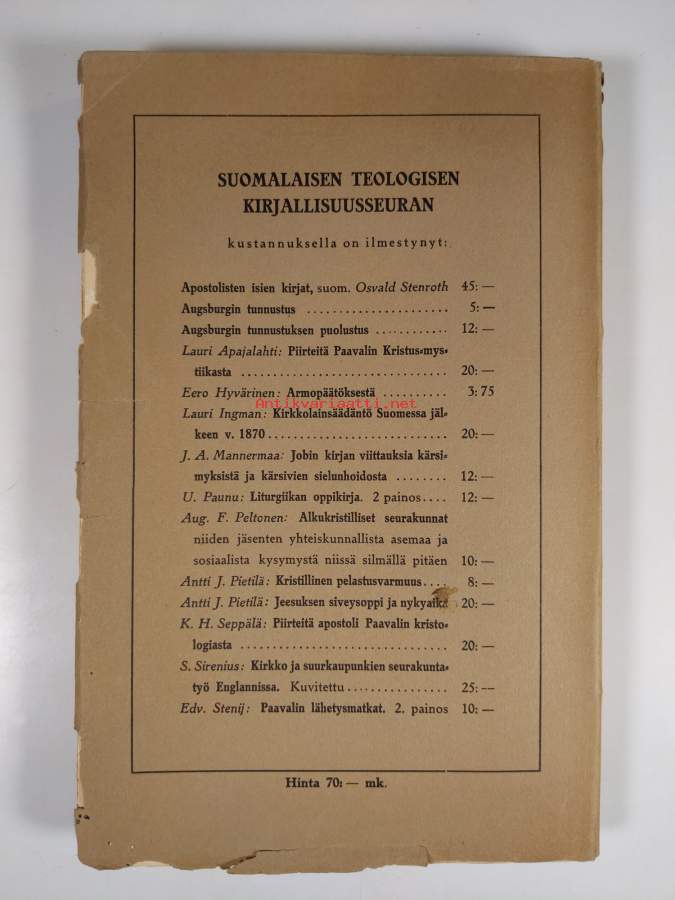 SUOMALAISEN TEOLOGISEN
KIRJALLISUUSSEURAN
kustannuksella on ilmestynyt:
Apostolisten isien kirjat, suom. Osvald Stenroth 45: —
Augsburgin tunnustus ...................... 5: —
Augsburgin tunnustuksen puolustus ........... 12: —
Lauri Apajalahti: Piirteitä Paavalin Kristus-mys-
tiikasta ................................ 20: —
Eero Hyvärinen: Armopäätöksestä .......... 3: 75
Antikvariaatti.net
Lauri Ingman: Kirkkolainsäädäntö Suomessa jäl-
keen v. 1870 ............................ 20: —
J. A. Mannermaa: Jobin kirjan viittauksia kärsi-
myksistä ja kärsivien sielunhoidosta ........ 12: —
U. Paunu: Liturgiikan oppikirja. 2 painos .... 12: —
Aug. F. Peltonen: Alkukristilliset seurakunnat
niiden jäsenten yhteiskunnallista asemaa ja
sosiaalista kysymystä niissä silmällä pitäen 10: —
Antti J. Pietilä: Kristillinen pelastusvarmuus .... 8: —
Antti J. Pietilä: Jeesuksen siveysoppi ja nykyaika 20: —
K. H. Seppälä: Piirteitä apostoli Paavalin kristo-
logiasta ................................ 20: —
S. Sirenius: Kirkko ja suurkaupunkien seurakunta-
työ Englannissa. Kuvitettu ................ 25: —
Edv. Stenij: Paavalin lähetysmatkat. 2. painos 10: —
Hinta 70: — mk.